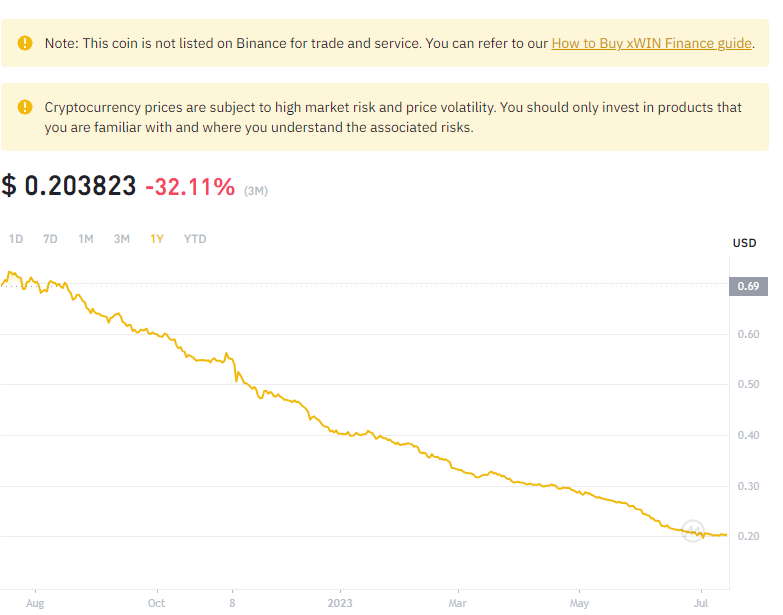 Note: This coin is not listed on Binance for trade and service. You can refer to our How to Buy xWIN Finance guide.
Cryptocurrency prices are subject to high market risk and price volatility. You should only invest in products that
you are familiar with and where you understand the associated risks.
$ 0.203823 -32.11% (3M)
1D 7D 1M 3M 1Y YTD
USD
0.69
0.60
0.50
0.40
0.30
0.20
Aug Oct 8 2023 Mar May Jul